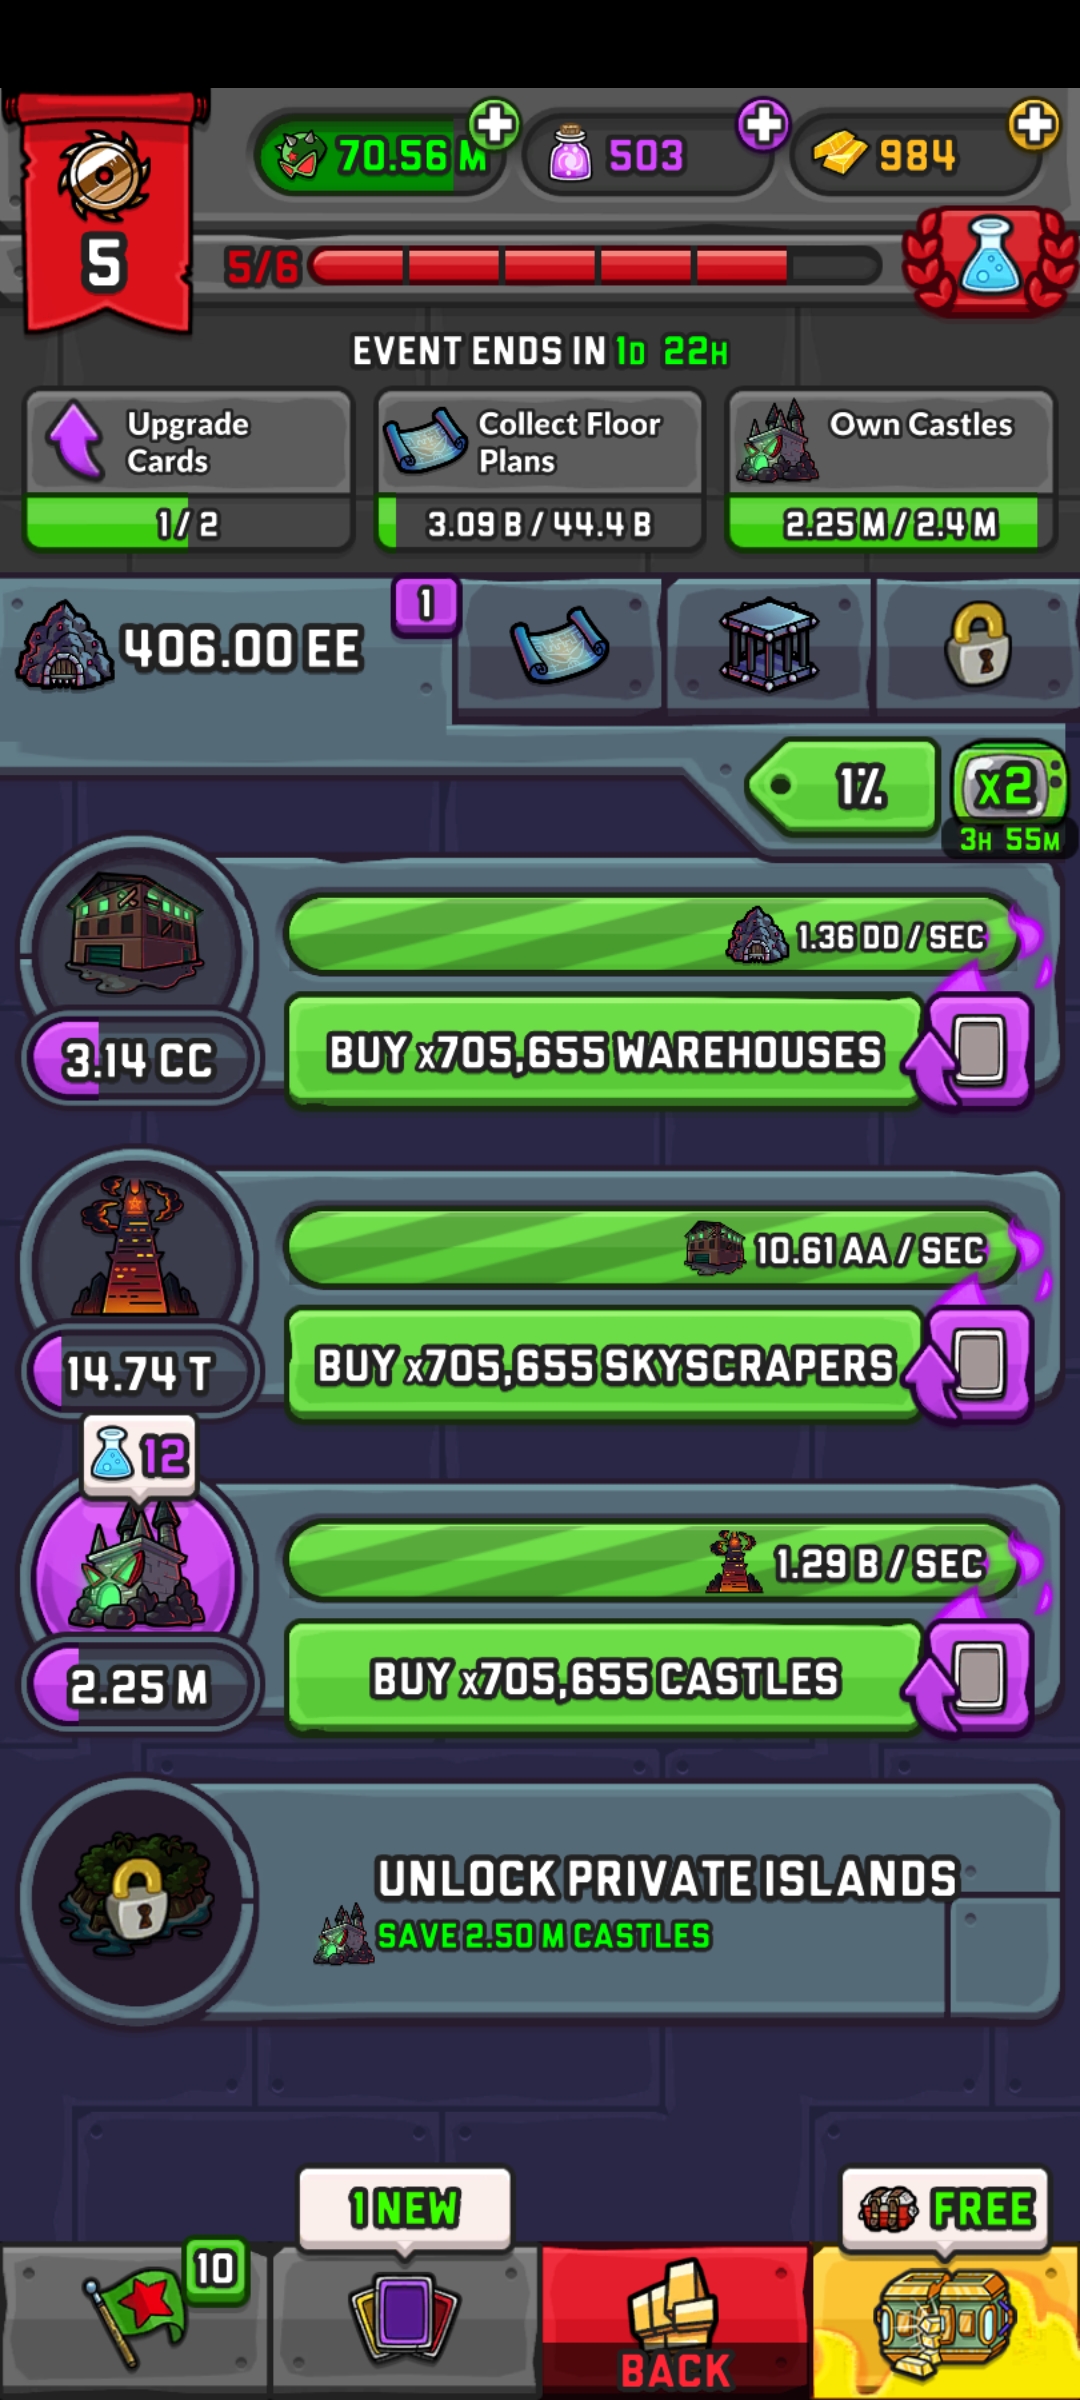 70.56 M
503
984
5
5/6
EVENT ENDS IN 1D 22H
Upgrade
Cards
1 / 2
Collect Floor
Plans
3.09 B / 44.4 B
Own Castles
2.25 M / 2.4 M
406.00 EE
1
1%
x2
3H 55M
1.36 DD / SEC
3.14 CC
BUY x705,655 WAREHOUSES
10.61 AA / SEC
14.74 T
BUY x705,655 SKYSCRAPERS
12
1.29 B / SEC
2.25 M
BUY x705,655 CASTLES
UNLOCK PRIVATE ISLANDS
SAVE 2.50 M CASTLES
10
1 NEW
BACK
FREE